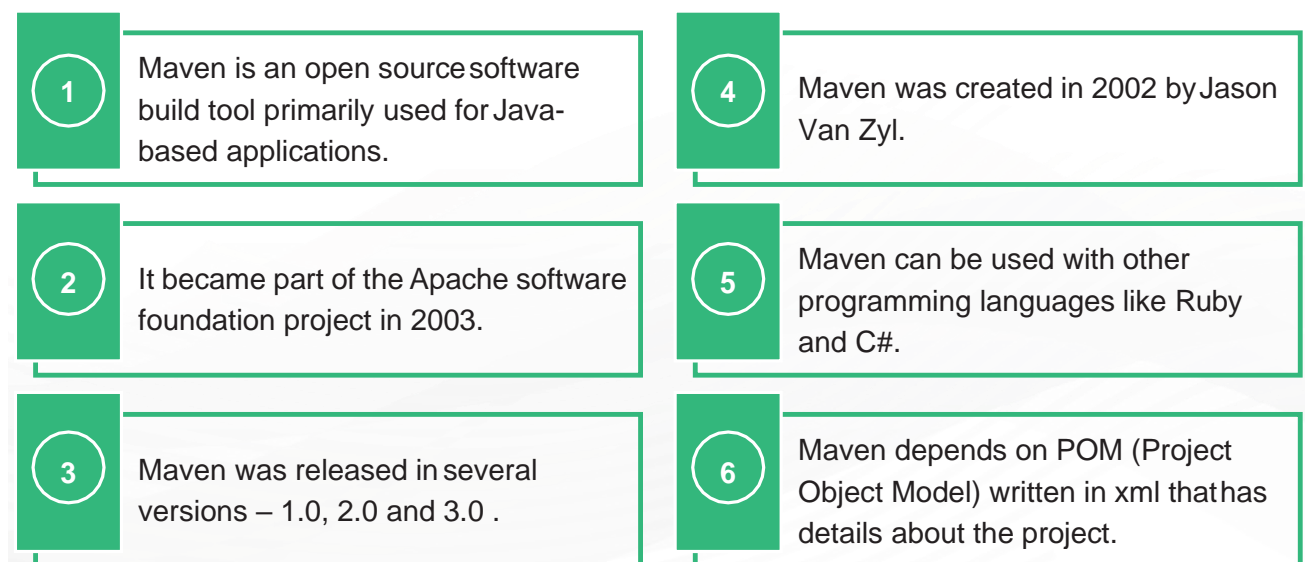 1
Maven is an open source software
build tool primarily used for Java-
based applications.
2
It became part of the Apache software
foundation project in 2003.
3
Maven was released in several
versions – 1.0, 2.0 and 3.0 .
4
Maven was created in 2002 by Jason
Van Zyl.
5
Maven can be used with other
programming languages like Ruby
and C#.
6
Maven depends on POM (Project
Object Model) written in xml that has
details about the project.